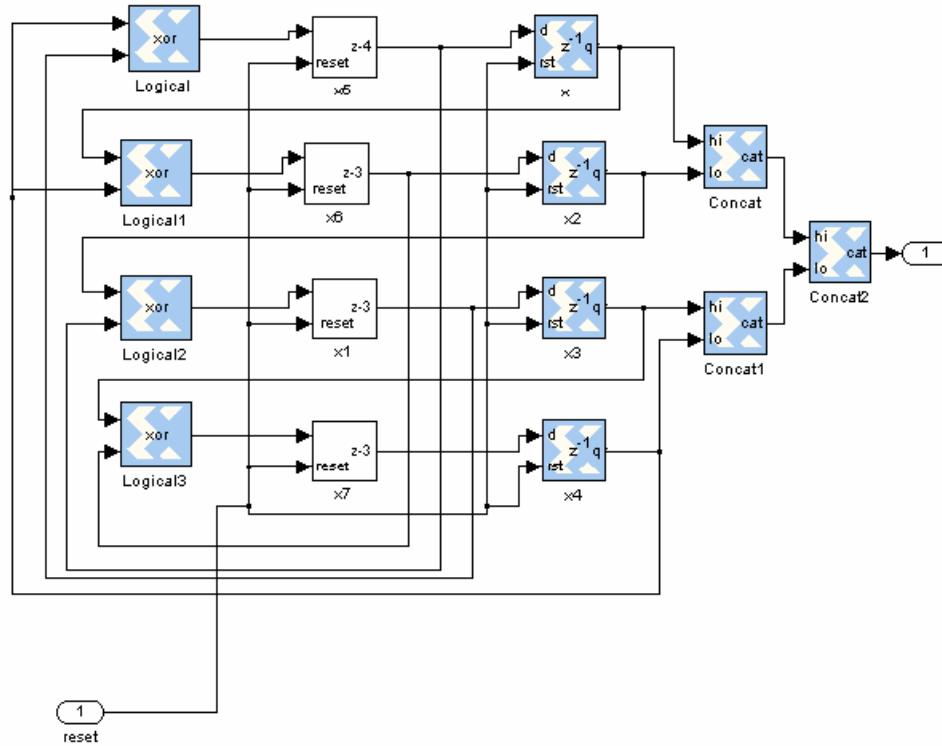 xor
Logical
z-4
reset
x5
d
z-1 q
rst
x
xor
Logical1
z-3
reset
x6
d
z-1 q
rst
x2
hi
cat
lo
Concat
hi
cat
lo
Concat2
1
xor
Logical2
z-3
reset
x1
d
z-1 q
rst
x3
hi
cat
lo
Concat1
xor
Logical3
z-3
reset
x7
d
z-1 q
rst
x4
1
reset